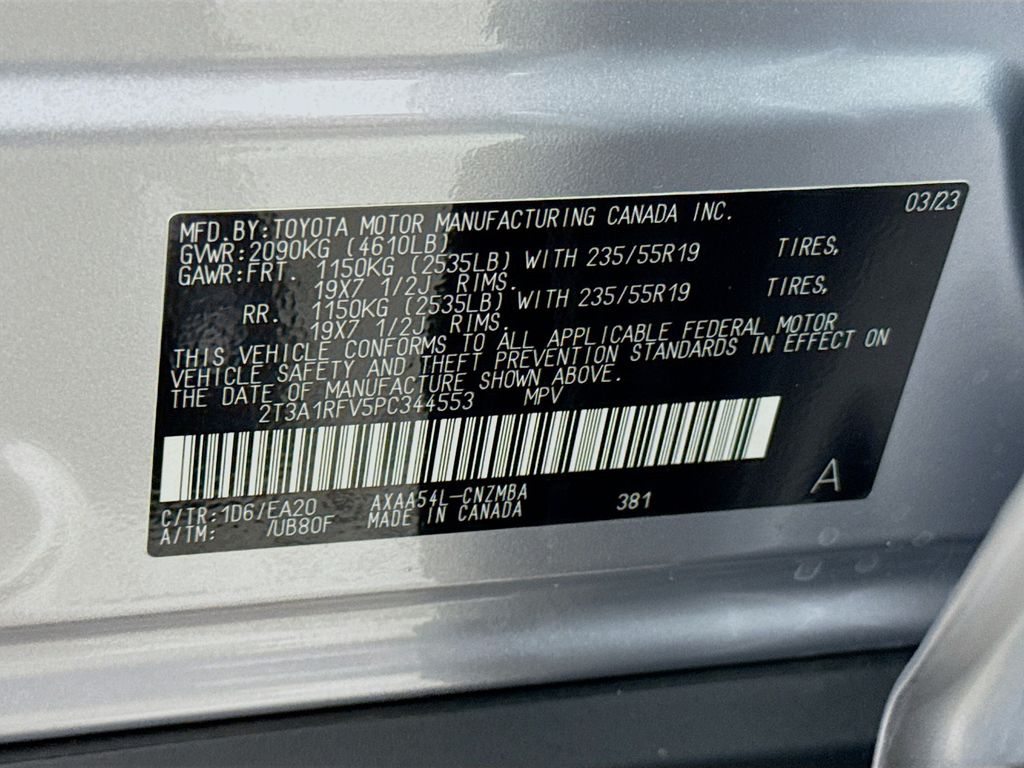 03/23
MFD.BY:TOYOTA MOTOR MANUFACTURING CANADA INC.
GVWR:2090KG (4610LB)
GAWR:FRT. 1150KG (2535LB) WITH 235/55R19 TIRES,
19X7 1/2J RIMS.
RR. 1150KG (2535LB) WITH 235/55R19 TIRES,
19X7 1/2J RIMS.
THIS VEHICLE CONFORMS TO ALL APPLICABLE FEDERAL MOTOR
VEHICLE SAFETY AND THEFT PREVENTION STANDARDS IN EFFECT ON
THE DATE OF MANUFACTURE SHOWN ABOVE.
2T3A1RFV5PC344553 MPV
C/TR:1D6/EA20 AXAA54L-CNZMBA 381 A
A/TM: /UB80F MADE IN CANADA